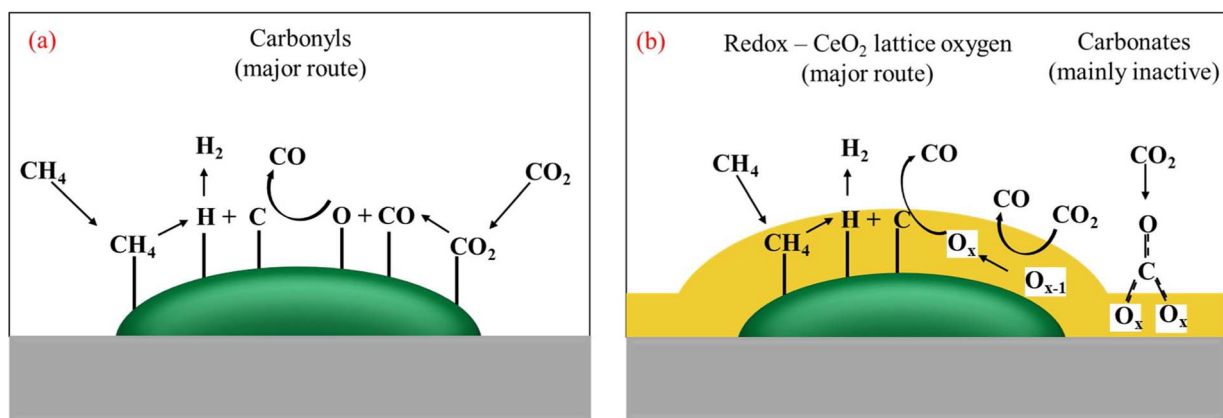 (a)
Carbonyls
(major route)
H₂
CO
CH₄
CO₂
H + C
O + CO
CH₄
CO₂
(b)
Redox – CeO₂ lattice oxygen
(major route)
Carbonates
(mainly inactive)
H₂
CO
CO₂
CH₄
CO
CO₂
H + C
O
CH₄
Oₓ
C
Oₓ₋₁
Oₓ Oₓ